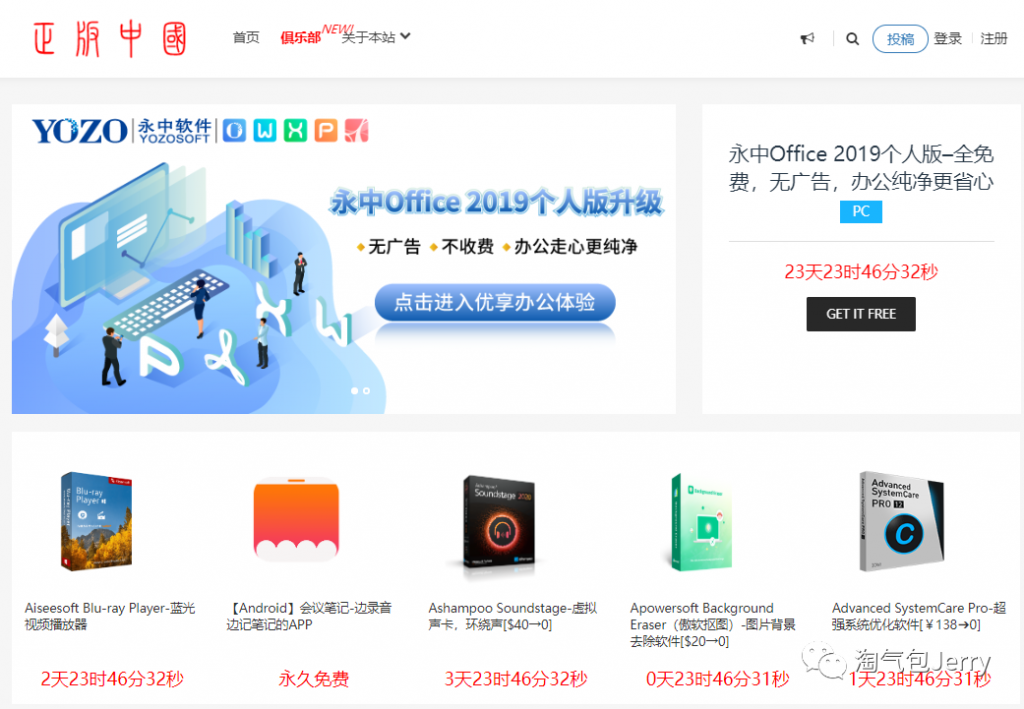 正版中國
首页
俱乐部
NEW!
关于本站
投稿
登录
注册
YOZO
永中软件
YOZOSOFT
W
X
P
永中Office 2019个人版升级
无广告 不收费 办公走心更纯净
点击进入优享办公体验
永中Office 2019个人版–全免
费，无广告，办公纯净更省心
PC
23天23时46分32秒
GET IT FREE
Blu-ray
Player
Soundstage 2020
Advanced
SystemCare
PRO 13
Aiseesoft Blu-ray Player-蓝光
视频播放器
2天23时46分32秒
【Android】会议笔记-边录音
边记笔记的APP
永久免费
Ashampoo Soundstage-虚拟
声卡，环绕声[$40→0]
3天23时46分32秒
Apowersoft Background
Eraser（傲软抠图）-图片背景
去除软件[$20→0]
0天23时46分31秒
Advanced SystemCare Pro-超
强系统优化软件[￥138→0]
1天23时46分31秒
淘气包Jerry